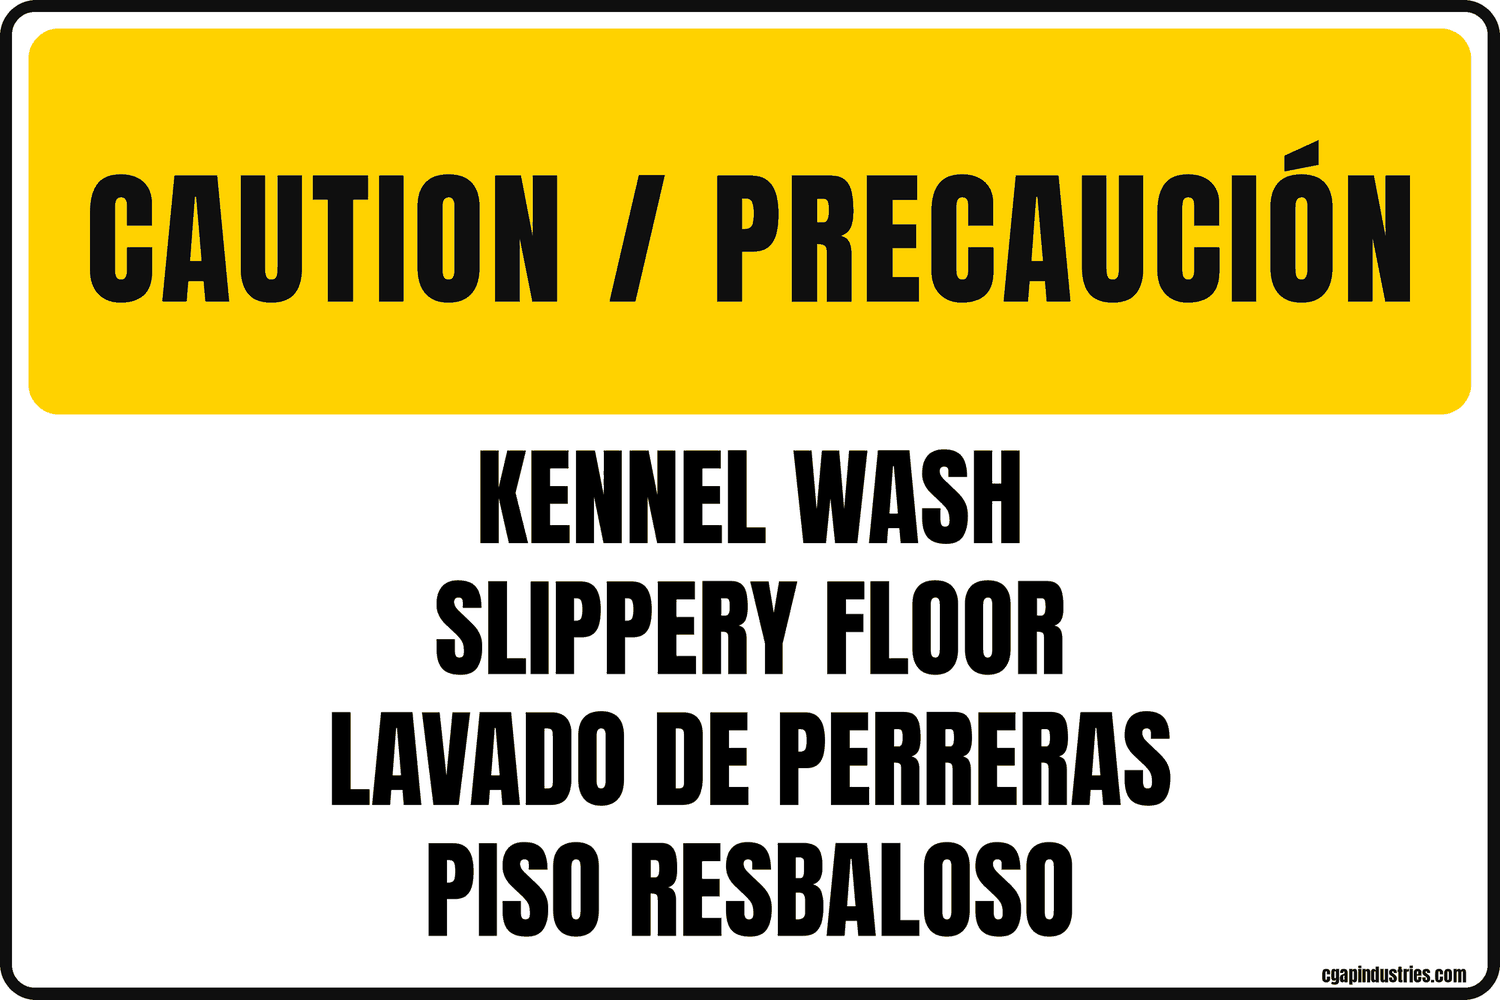 CAUTION / PRECAUCIÓN
KENNEL WASH
SLIPPERY FLOOR
LAVADO DE PERRERAS
PISO RESBALOSO
cgapindustries.com